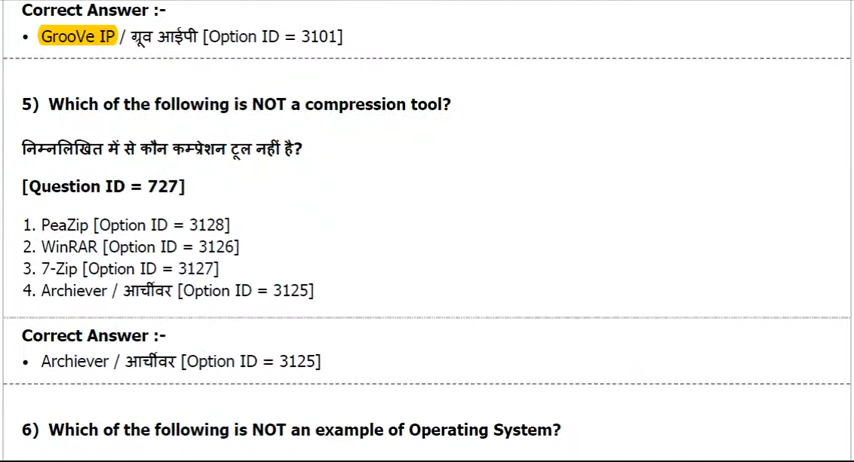 Correct Answer :-
• GrooVe IP / ग्रूव आईपी [Option ID = 3101]
5) Which of the following is NOT a compression tool?
निम्नलिखित में से कौन कम्प्रेशन टूल नहीं है?
[Question ID = 727]
1. PeaZip [Option ID = 3128]
2. WinRAR [Option ID = 3126]
3. 7-Zip [Option ID = 3127]
4. Archiever / आर्चीवर [Option ID = 3125]
Correct Answer :-
• Archiever / आर्चीवर [Option ID = 3125]
6) Which of the following is NOT an example of Operating System?